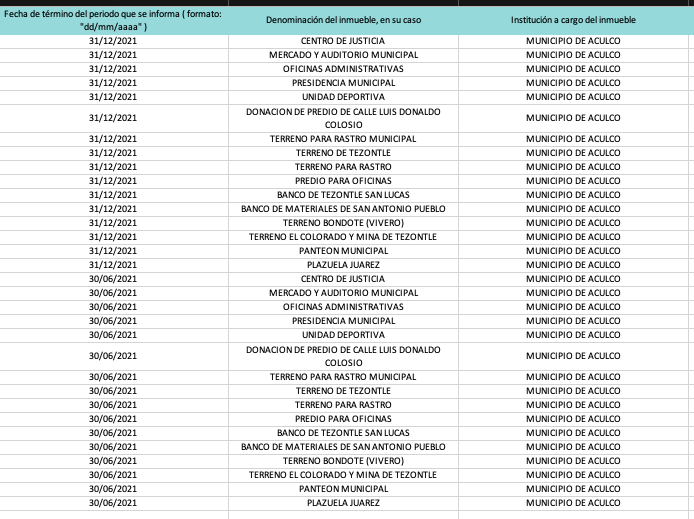 Fecha de término del periodo que se informa ( formato: "dd/mm/aaaa" ) Denominación del inmueble, en su caso Institución a cargo del inmueble
31/12/2021 CENTRO DE JUSTICIA MUNICIPIO DE ACULCO
31/12/2021 MERCADO Y AUDITORIO MUNICIPAL MUNICIPIO DE ACULCO
31/12/2021 OFICINAS ADMINISTRATIVAS MUNICIPIO DE ACULCO
31/12/2021 PRESIDENCIA MUNICIPAL MUNICIPIO DE ACULCO
31/12/2021 UNIDAD DEPORTIVA MUNICIPIO DE ACULCO
31/12/2021 DONACION DE PREDIO DE CALLE LUIS DONALDO COLOSIO MUNICIPIO DE ACULCO
31/12/2021 TERRENO PARA RASTRO MUNICIPAL MUNICIPIO DE ACULCO
31/12/2021 TERRENO DE TEZONTLE MUNICIPIO DE ACULCO
31/12/2021 TERRENO PARA RASTRO MUNICIPIO DE ACULCO
31/12/2021 PREDIO PARA OFICINAS MUNICIPIO DE ACULCO
31/12/2021 BANCO DE TEZONTLE SAN LUCAS MUNICIPIO DE ACULCO
31/12/2021 BANCO DE MATERIALES DE SAN ANTONIO PUEBLO MUNICIPIO DE ACULCO
31/12/2021 TERRENO BONDOTE (VIVERO) MUNICIPIO DE ACULCO
31/12/2021 TERRENO EL COLORADO Y MINA DE TEZONTLE MUNICIPIO DE ACULCO
31/12/2021 PANTEON MUNICIPAL MUNICIPIO DE ACULCO
31/12/2021 PLAZUELA JUAREZ MUNICIPIO DE ACULCO
30/06/2021 CENTRO DE JUSTICIA MUNICIPIO DE ACULCO
30/06/2021 MERCADO Y AUDITORIO MUNICIPAL MUNICIPIO DE ACULCO
30/06/2021 OFICINAS ADMINISTRATIVAS MUNICIPIO DE ACULCO
30/06/2021 PRESIDENCIA MUNICIPAL MUNICIPIO DE ACULCO
30/06/2021 UNIDAD DEPORTIVA MUNICIPIO DE ACULCO
30/06/2021 DONACION DE PREDIO DE CALLE LUIS DONALDO COLOSIO MUNICIPIO DE ACULCO
30/06/2021 TERRENO PARA RASTRO MUNICIPAL MUNICIPIO DE ACULCO
30/06/2021 TERRENO DE TEZONTLE MUNICIPIO DE ACULCO
30/06/2021 TERRENO PARA RASTRO MUNICIPIO DE ACULCO
30/06/2021 PREDIO PARA OFICINAS MUNICIPIO DE ACULCO
30/06/2021 BANCO DE TEZONTLE SAN LUCAS MUNICIPIO DE ACULCO
30/06/2021 BANCO DE MATERIALES DE SAN ANTONIO PUEBLO MUNICIPIO DE ACULCO
30/06/2021 TERRENO BONDOTE (VIVERO) MUNICIPIO DE ACULCO
30/06/2021 TERRENO EL COLORADO Y MINA DE TEZONTLE MUNICIPIO DE ACULCO
30/06/2021 PANTEON MUNICIPAL MUNICIPIO DE ACULCO
30/06/2021 PLAZUELA JUAREZ MUNICIPIO DE ACULCO